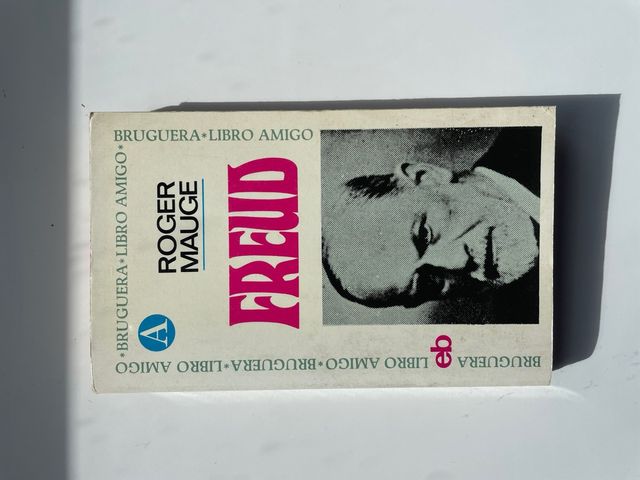 *BRUGUERA*LIBRO AMIGO*
BRUGUERA*LIBRO AMIGO
A
ROGER
MAUGE
FREUD
eb
BRUGUERA LIBRO AMIGO*BRUGUERA*LIBRO AMIGO